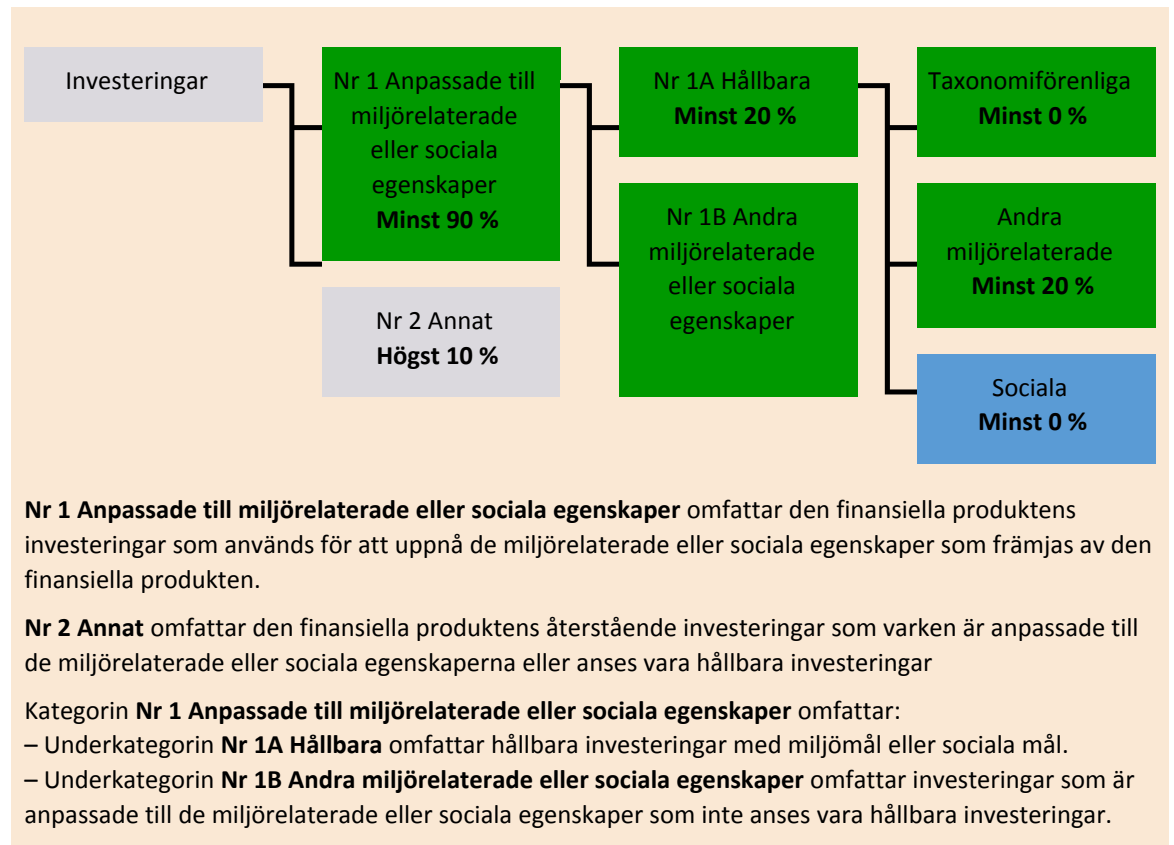 Investeringar
Nr 1 Anpassade till
miljörelaterade
eller sociala
egenskaper
Minst 90 %
Nr 2 Annat
Högst 10 %
Nr 1A Hållbara
Minst 20 %
Nr 1B Andra
miljörelaterade
eller sociala
egenskaper
Taxonomiförenliga
Minst 0 %
Andra
miljörelaterade
Minst 20 %
Sociala
Minst 0 %
Nr 1 Anpassade till miljörelaterade eller sociala egenskaper omfattar den finansiella produktens
investeringar som används för att uppnå de miljörelaterade eller sociala egenskaper som främjas av den
finansiella produkten.
Nr 2 Annat omfattar den finansiella produktens återstående investeringar som varken är anpassade till
de miljörelaterade eller sociala egenskaperna eller anses vara hållbara investeringar
Kategorin Nr 1 Anpassade till miljörelaterade eller sociala egenskaper omfattar:
– Underkategorin Nr 1A Hållbara omfattar hållbara investeringar med miljömål eller sociala mål.
– Underkategorin Nr 1B Andra miljörelaterade eller sociala egenskaper omfattar investeringar som är
anpassade till de miljörelaterade eller sociala egenskaper som inte anses vara hållbara investeringar.